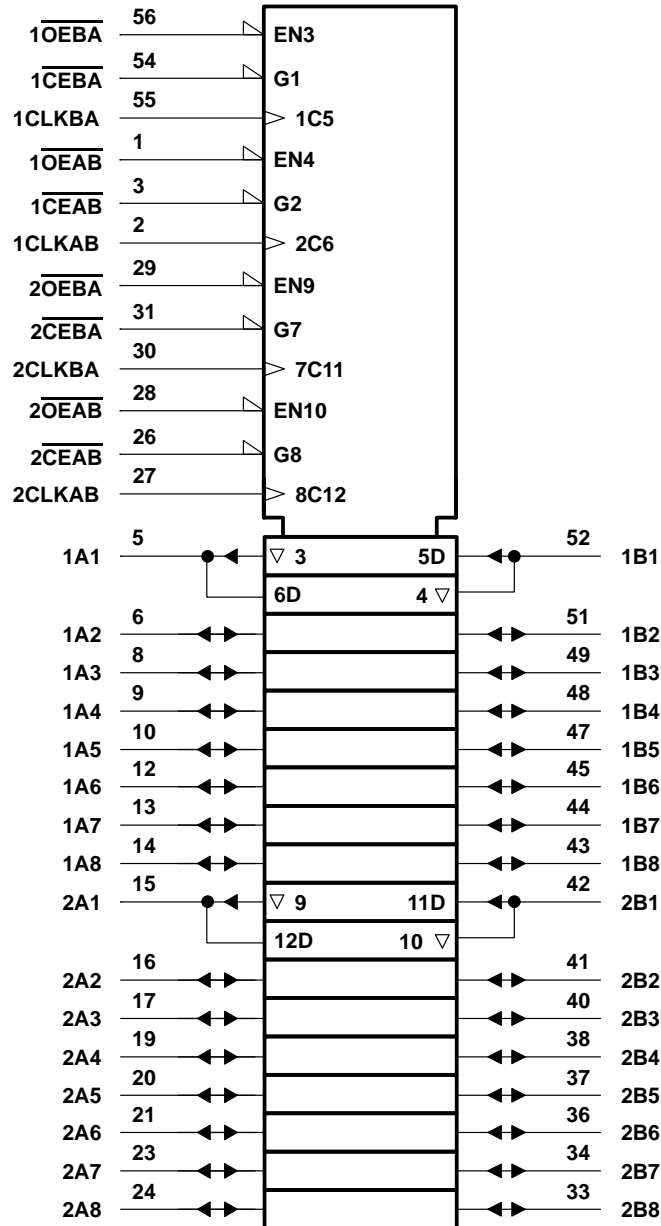 1OEBA 56 EN3
1CEBA 54 G1
1CLKBA 55 1C5
1OEAB 1 EN4
1CEAB 3 G2
1CLKAB 2 2C6
2OEBA 29 EN9
2CEBA 31 G7
2CLKBA 30 7C11
2OEAB 28 EN10
2CEAB 26 G8
2CLKAB 27 8C12
1A1 5 ▽ 3 5D 52 1B1
6D 4 ▽
1A2 6 51 1B2
1A3 8 49 1B3
1A4 9 48 1B4
1A5 10 47 1B5
1A6 12 45 1B6
1A7 13 44 1B7
1A8 14 43 1B8
2A1 15 ▽ 9 11D 42 2B1
12D 10 ▽
2A2 16 41 2B2
2A3 17 40 2B3
2A4 19 38 2B4
2A5 20 37 2B5
2A6 21 36 2B6
2A7 23 34 2B7
2A8 24 33 2B8